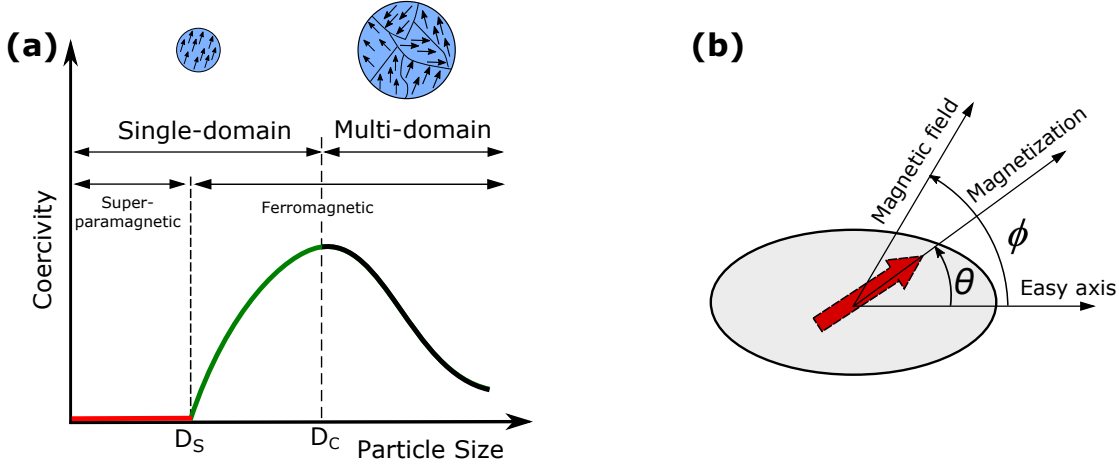 (a)
Single-domain
Multi-domain
Super-
paramagnetic
Ferromagnetic
Coercivity
D_S
D_C
Particle Size
(b)
Magnetic field
Magnetization
ϕ
θ
Easy axis